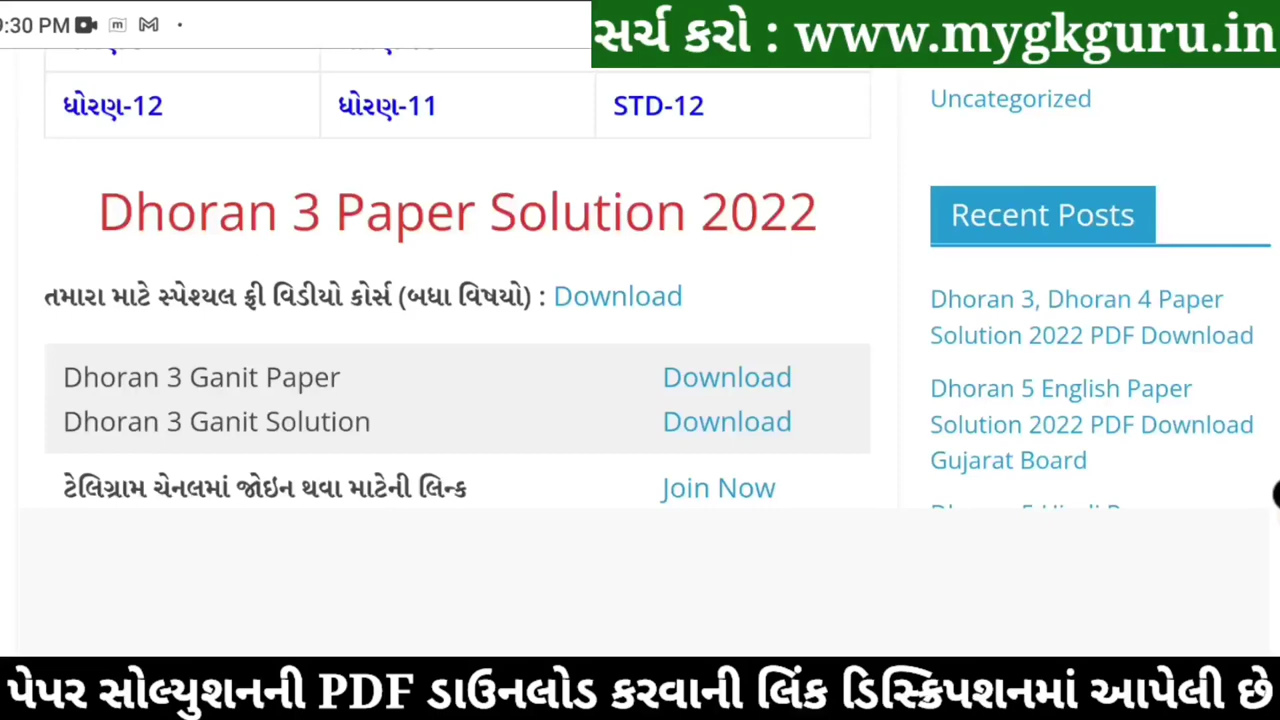 9:30 PM
સર્ચ કરો : www.mygkguru.in
ધોરણ-12 ધોરણ-11 STD-12
Dhoran 3 Paper Solution 2022
તમારા માટે સ્પેશ્યલ ફ્રી વિડીયો કોર્સ (બધા વિષયો) : Download
Dhoran 3 Ganit Paper Download
Dhoran 3 Ganit Solution Download
ટેલિગ્રામ ચેનલમાં જોઇન થવા માટેની લિન્ક Join Now
Uncategorized
Recent Posts
Dhoran 3, Dhoran 4 Paper
Solution 2022 PDF Download
Dhoran 5 English Paper
Solution 2022 PDF Download
Gujarat Board
પેપર સોલ્યુશનની PDF ડાઉનલોડ કરવાની લિંક ડિસ્ક્રિપશનમાં આપેલી છે